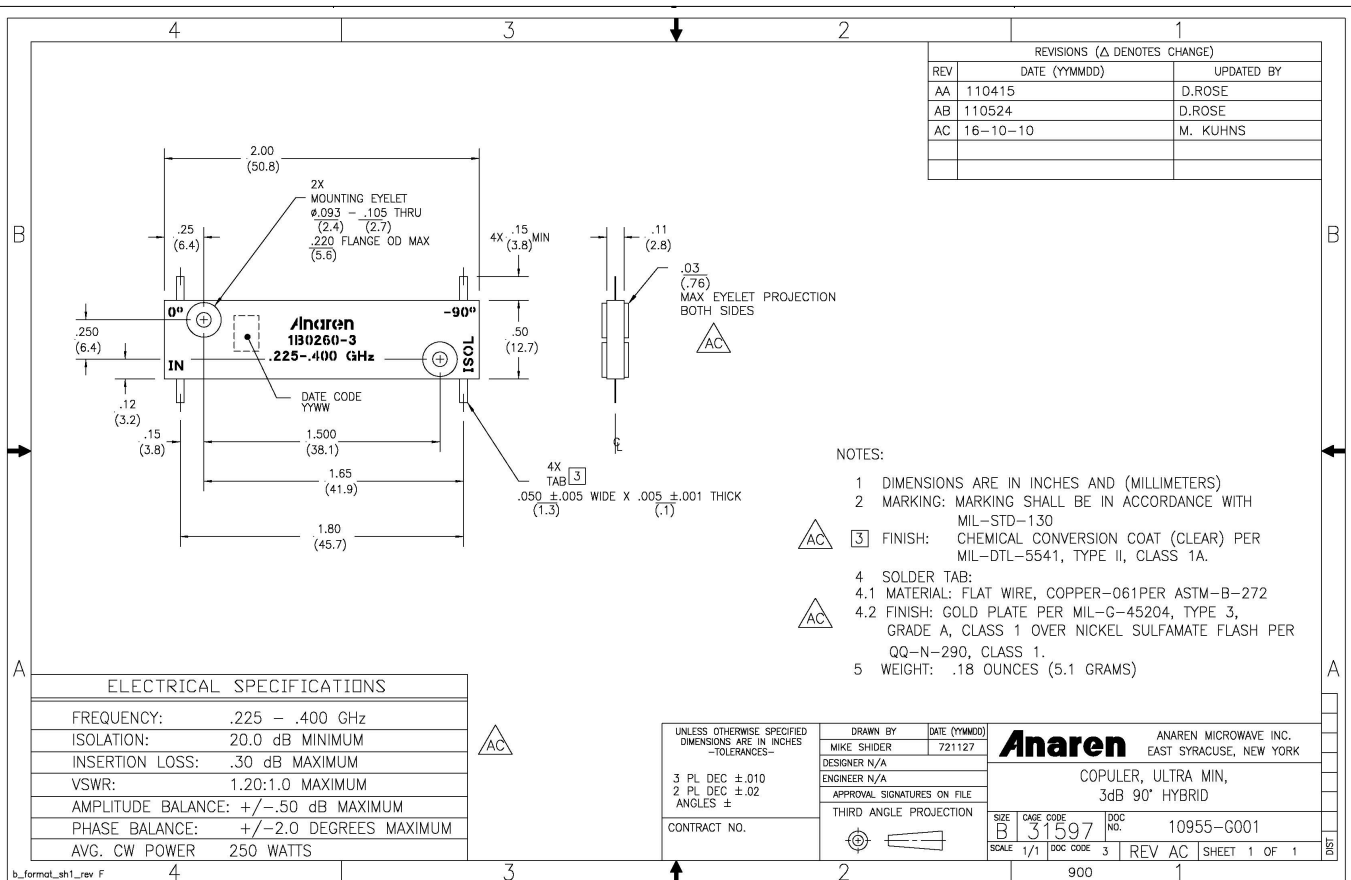 4 3 2 1
REVISIONS (△ DENOTES CHANGE)
REV DATE (YYMMDD) UPDATED BY
AA 110415 D.ROSE
AB 110524 D.ROSE
AC 16-10-10 M. KUHNS
B
B
2.00
(50.8)
2X
MOUNTING EYELET
ø.093 - .105 THRU
(2.4) (2.7)
.220 FLANGE OD MAX
(5.6)
.25
(6.4)
4X .15 MIN
(3.8)
.11
(2.8)
.03
(.76)
MAX EYELET PROJECTION
BOTH SIDES
AC
0°
-90°
Anaren
1B0260-3
.225-.400 GHz
IN
ISOL
.250
(6.4)
.50
(12.7)
.12
(3.2)
DATE CODE
YYWW
.15
(3.8)
1.500
(38.1)
1.65
(41.9)
1.80
(45.7)
4X
TAB 3
.050 ±.005 WIDE X .005 ±.001 THICK
(1.3) (.1)
℄
NOTES:
1 DIMENSIONS ARE IN INCHES AND (MILLIMETERS)
2 MARKING: MARKING SHALL BE IN ACCORDANCE WITH
MIL-STD-130
AC 3 FINISH: CHEMICAL CONVERSION COAT (CLEAR) PER
MIL-DTL-5541, TYPE II, CLASS 1A.
4 SOLDER TAB:
4.1 MATERIAL: FLAT WIRE, COPPER-061PER ASTM-B-272
AC 4.2 FINISH: GOLD PLATE PER MIL-G-45204, TYPE 3,
GRADE A, CLASS 1 OVER NICKEL SULFAMATE FLASH PER
QQ-N-290, CLASS 1.
5 WEIGHT: .18 OUNCES (5.1 GRAMS)
A
A
ELECTRICAL SPECIFICATIONS
FREQUENCY: .225 - .400 GHz
ISOLATION: 20.0 dB MINIMUM
INSERTION LOSS: .30 dB MAXIMUM
VSWR: 1.20:1.0 MAXIMUM
AMPLITUDE BALANCE: +/-.50 dB MAXIMUM
PHASE BALANCE: +/-2.0 DEGREES MAXIMUM
AVG. CW POWER 250 WATTS
AC
UNLESS OTHERWISE SPECIFIED
DIMENSIONS ARE IN INCHES
-TOLERANCES-
3 PL DEC ±.010
2 PL DEC ±.02
ANGLES ±
CONTRACT NO.
DRAWN BY DATE (YYMMDD)
MIKE SHIDER 721127
DESIGNER N/A
ENGINEER N/A
APPROVAL SIGNATURES ON FILE
THIRD ANGLE PROJECTION
Anaren
ANAREN MICROWAVE INC.
EAST SYRACUSE, NEW YORK
COPULER, ULTRA MIN,
3dB 90° HYBRID
SIZE B CAGE CODE 31597 DOC NO. 10955-G001
SCALE 1/1 DOC CODE 3 REV AC SHEET 1 OF 1
DIST
b_format_sh1_rev F
4 3 2 900 1